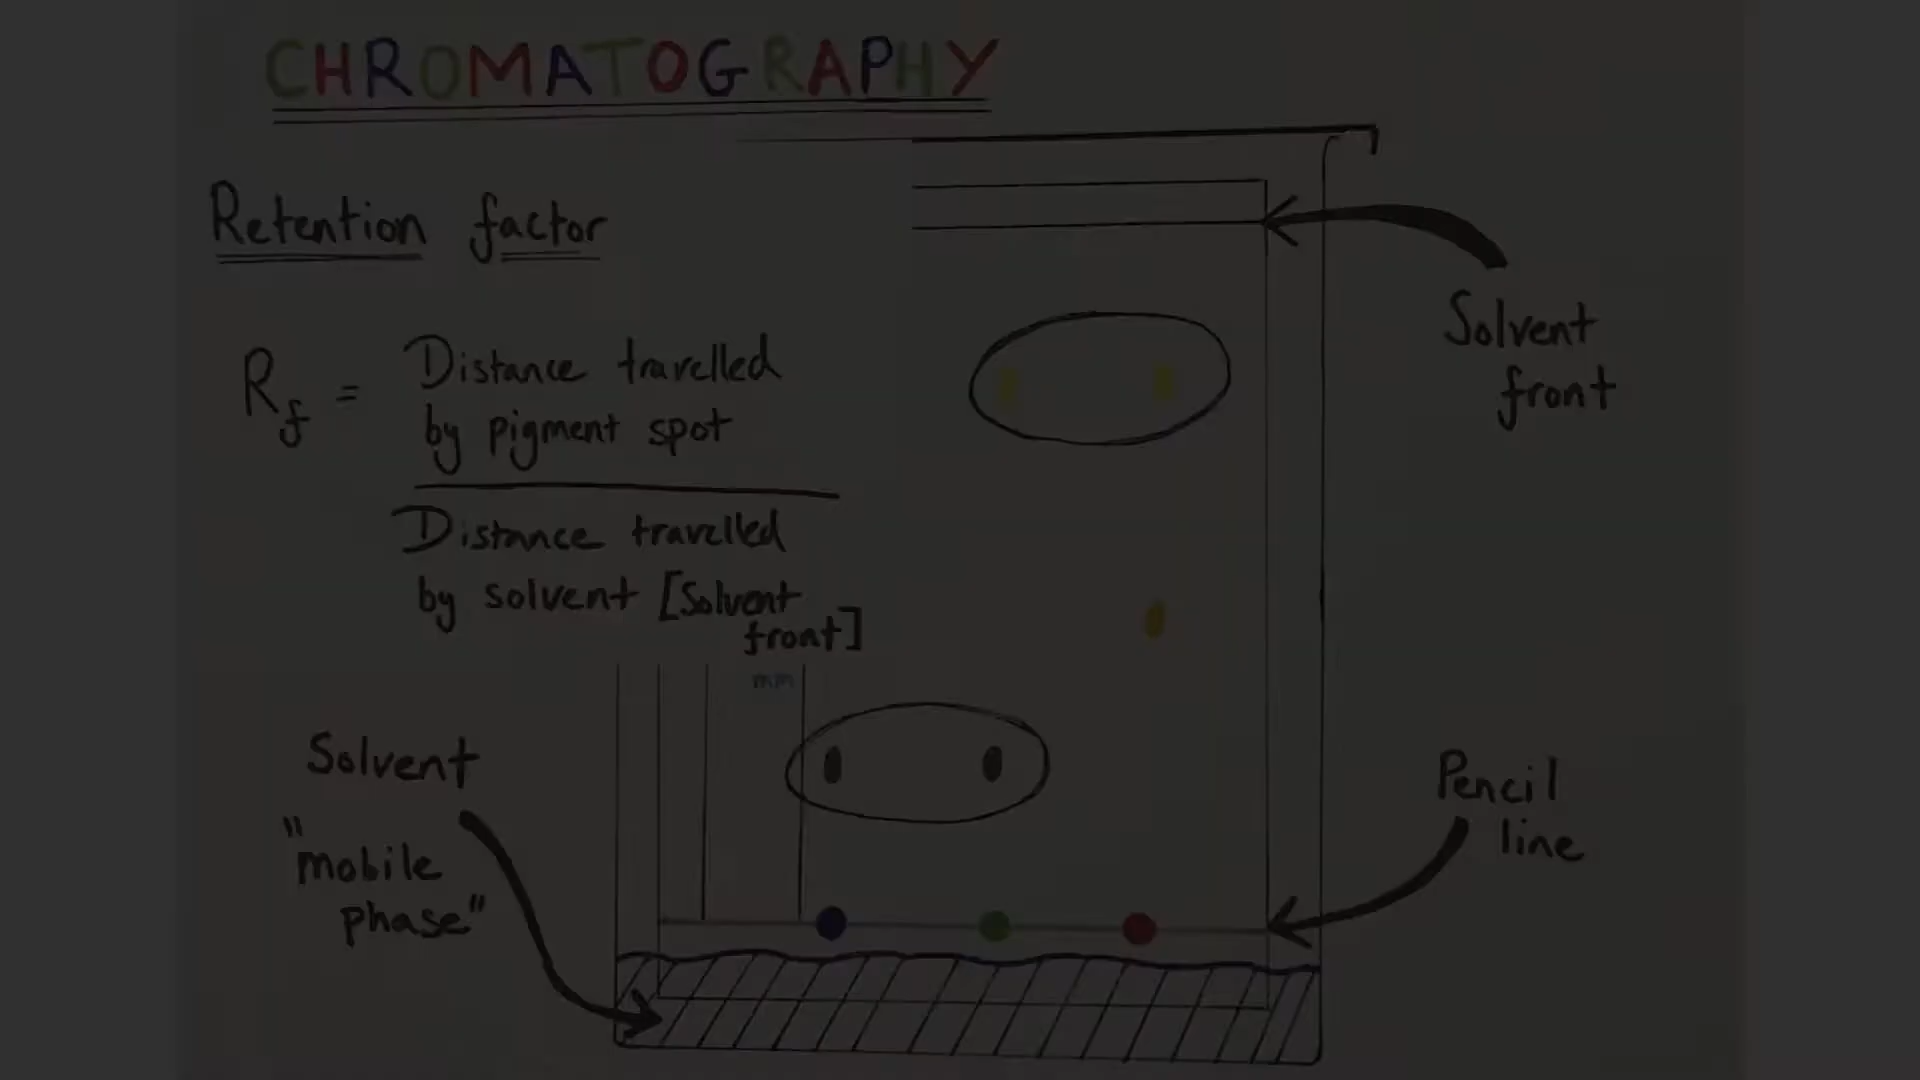 CHROMATOGRAPHY
Retention factor
Rf = Distance travelled
by pigment spot
Distance travelled
by solvent [Solvent
front]
mm
Solvent
front
Solvent
"mobile
phase"
Pencil
line